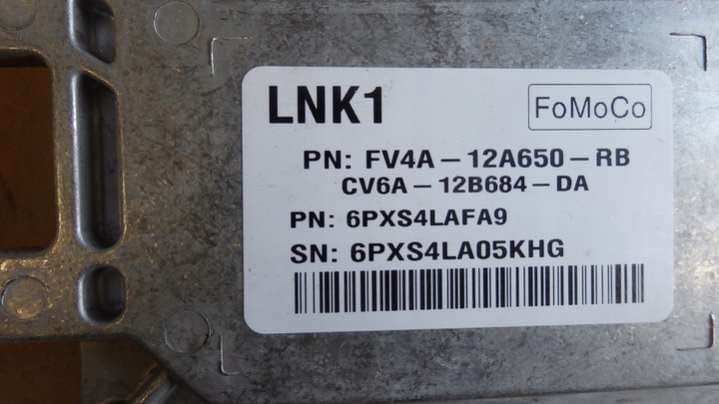 LNK1
FoMoCo
PN: FV4A-12A650-RB
CV6A-12B684-DA
PN: 6PXS4LAFA9
SN: 6PXS4LA05KHG